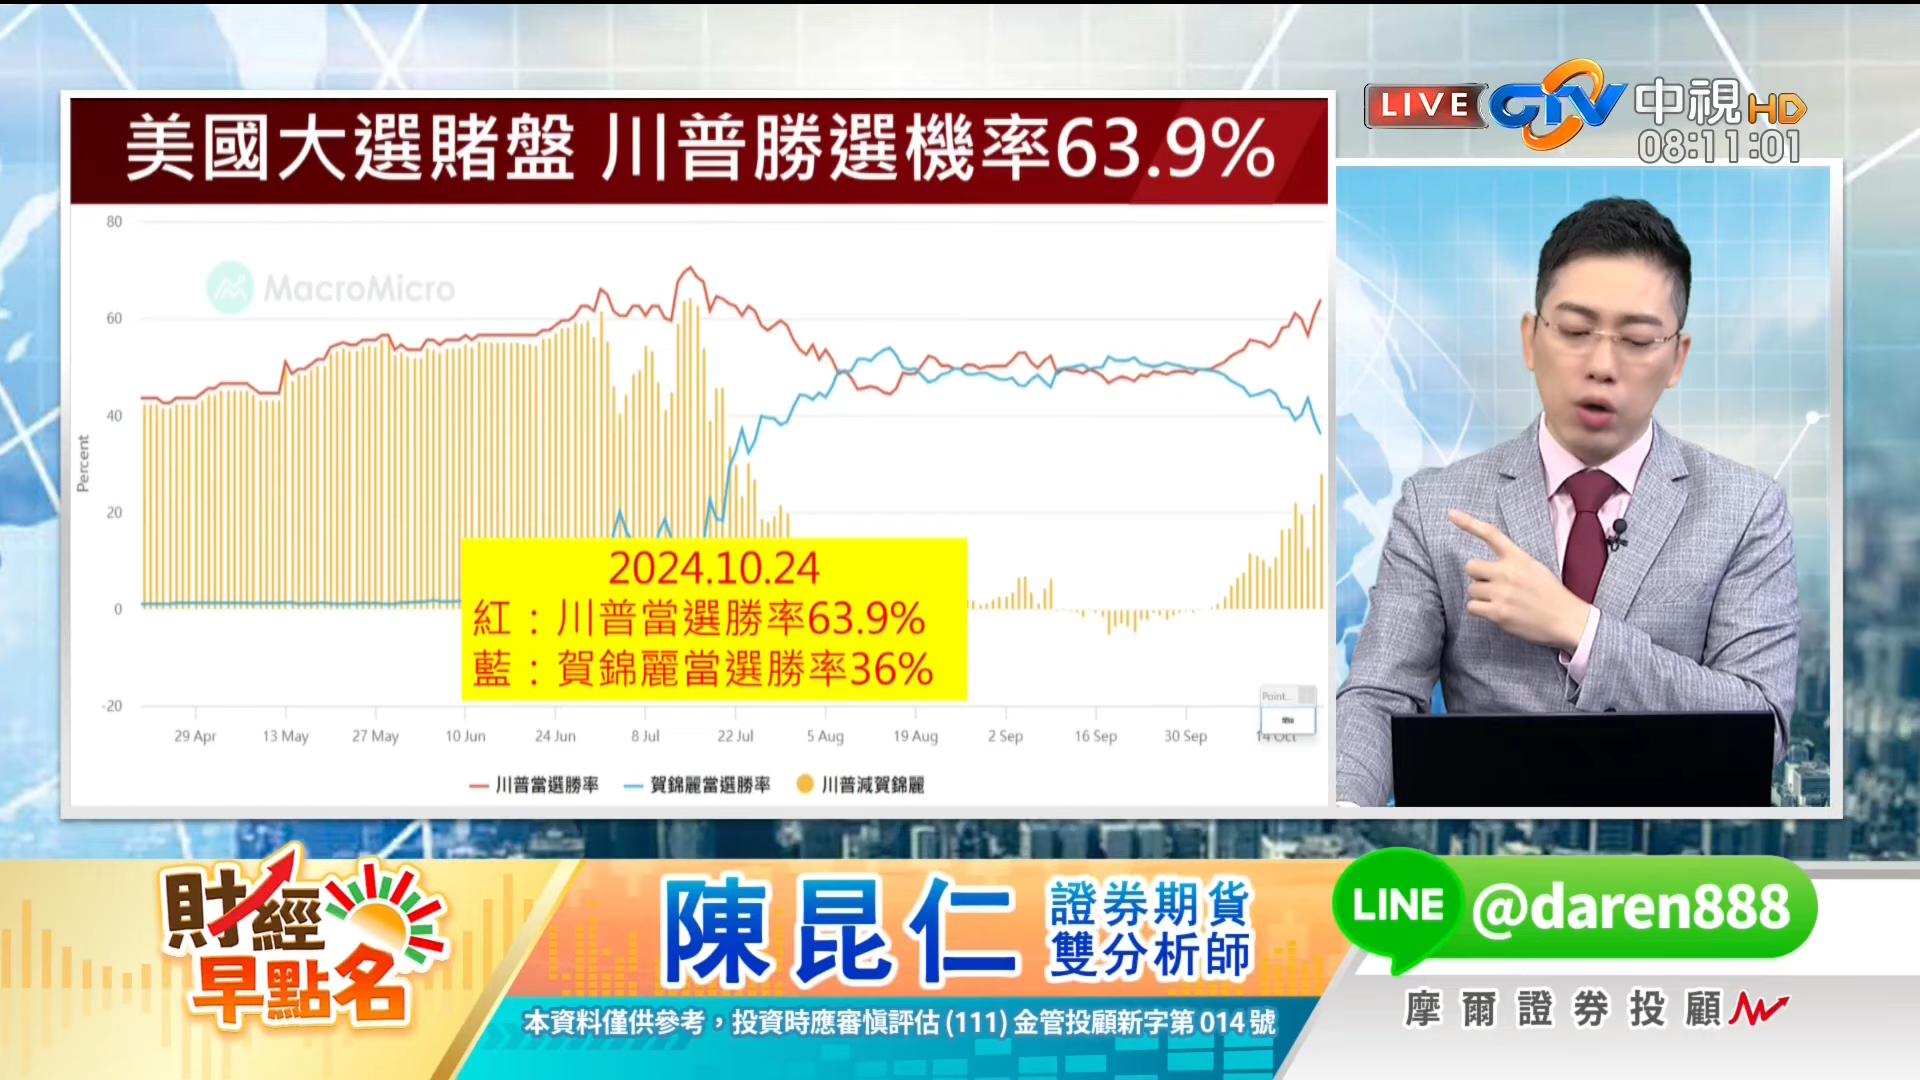 美國大選賭盤 川普勝選機率63.9%
LIVE CTV 中視HD
08:11:01
80
MacroMicro
60
40
Percent
20
0
-20
2024.10.24
紅：川普當選勝率63.9%
藍：賀錦麗當選勝率36%
Point...
29 Apr 13 May 27 May 10 Jun 24 Jun 8 Jul 22 Jul 5 Aug 19 Aug 2 Sep 16 Sep 30 Sep 14 Oct
川普當選勝率 賀錦麗當選勝率 川普減賀錦麗
財經
早點名
陳昆仁
證券期貨
雙分析師
LINE @daren888
摩爾證券投顧
本資料僅供參考，投資時應審慎評估 (111) 金管投顧新字第 014 號